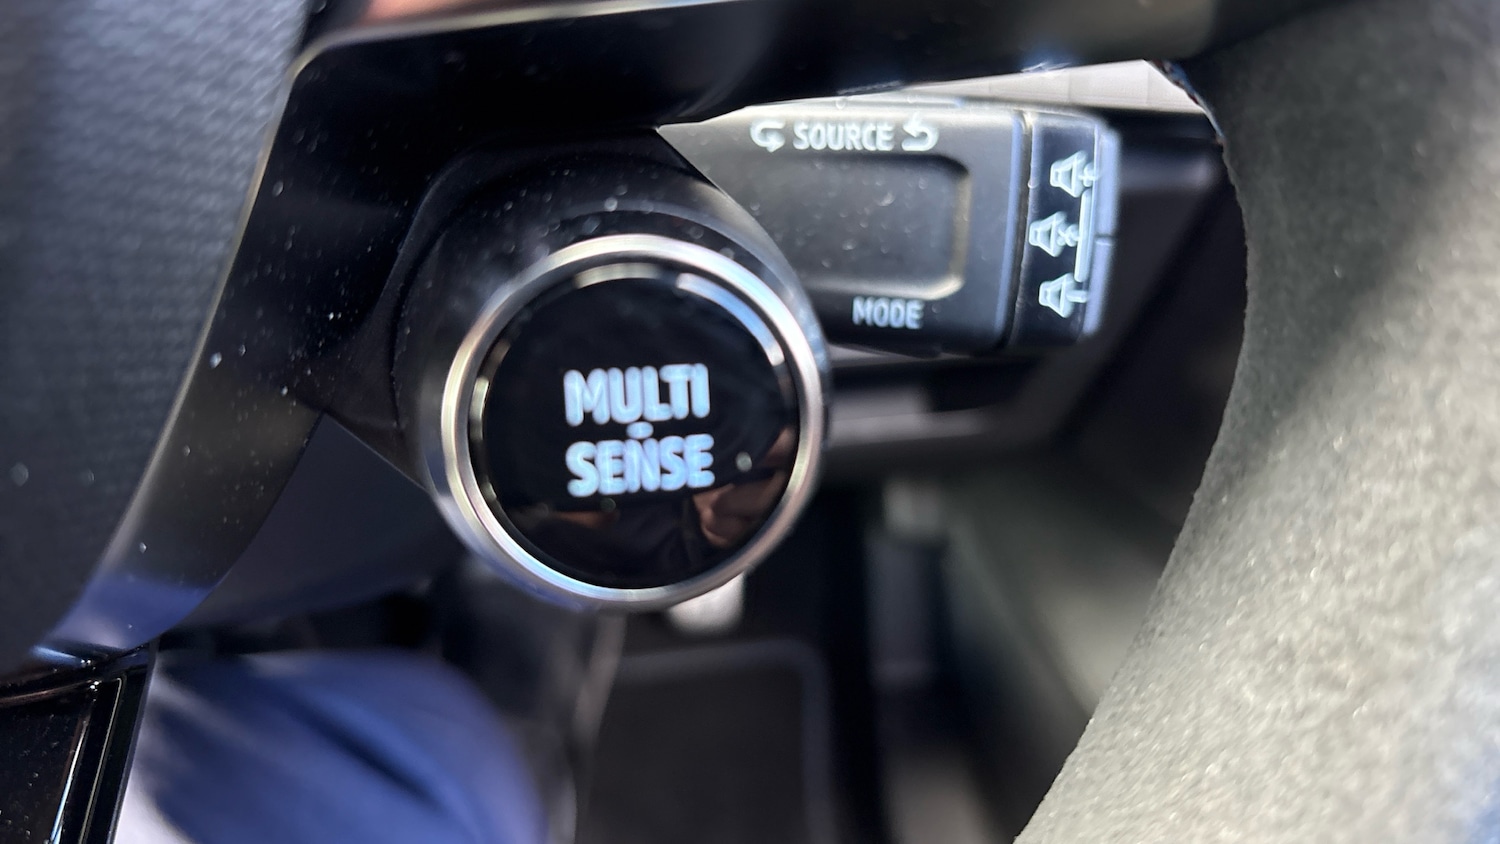 SOURCE
MODE
MULTI
-
SENSE